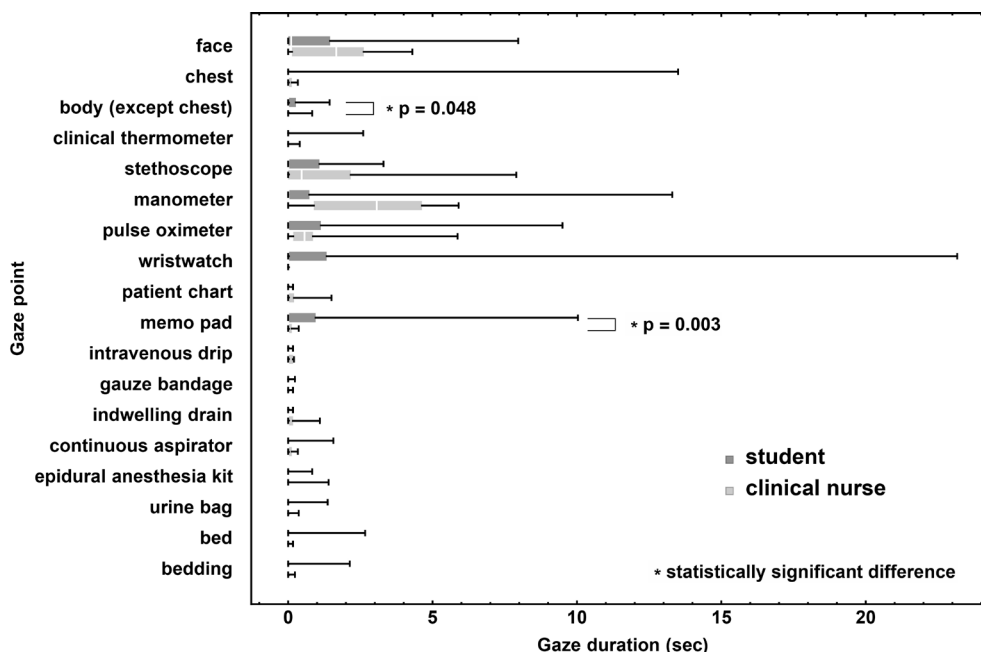 face
chest
body (except chest)
* p = 0.048
clinical thermometer
stethoscope
manometer
pulse oximeter
wristwatch
patient chart
memo pad
* p = 0.003
intravenous drip
gauze bandage
indwelling drain
continuous aspirator
epidural anesthesia kit
urine bag
bed
bedding
Gaze point
student
clinical nurse
* statistically significant difference
0 5 10 15 20
Gaze duration (sec)